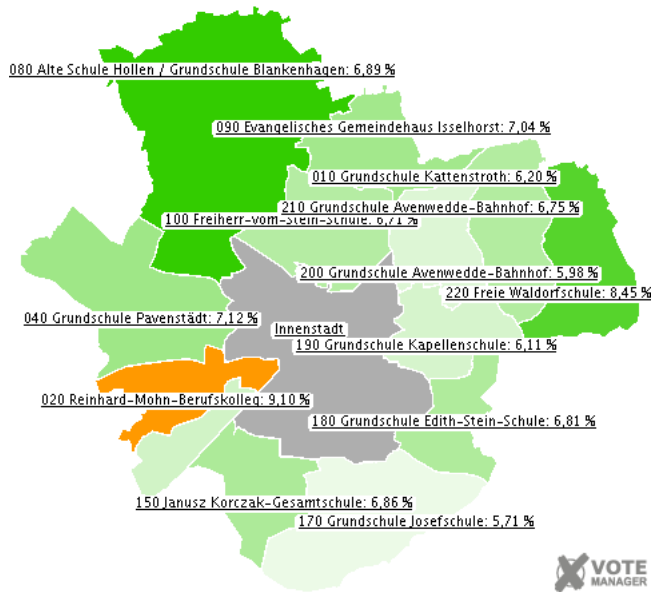 080 Alte Schule Hollen / Grundschule Blankenhagen: 6,89 %
090 Evangelisches Gemeindehaus Isselhorst: 7,04 %
010 Grundschule Kattenstroth: 6,20 %
210 Grundschule Avenwedde-Bahnhof: 6,75 %
100 Freiherr-vom-Stein-Schule: 6,71 %
200 Grundschule Avenwedde-Bahnhof: 5,98 %
220 Freie Waldorfschule: 8,45 %
040 Grundschule Pavenstädt: 7,12 %
Innenstadt
190 Grundschule Kapellenschule: 6,11 %
020 Reinhard-Mohn-Berufskolleg: 9,10 %
180 Grundschule Edith-Stein-Schule: 6,81 %
150 Janusz Korczak-Gesamtschule: 6,86 %
170 Grundschule Josefschule: 5,71 %
VOTE
MANAGER